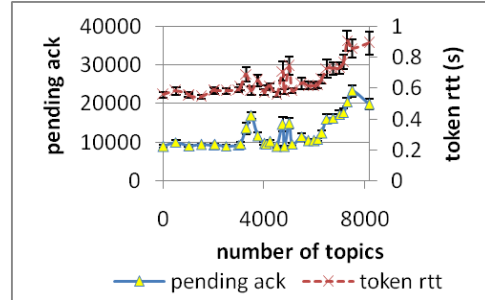 40000
30000
20000
10000
0
pending ack
1
0.8
0.6
0.4
0.2
0
token rtt (s)
0 4000 8000
number of topics
pending ack token rtt